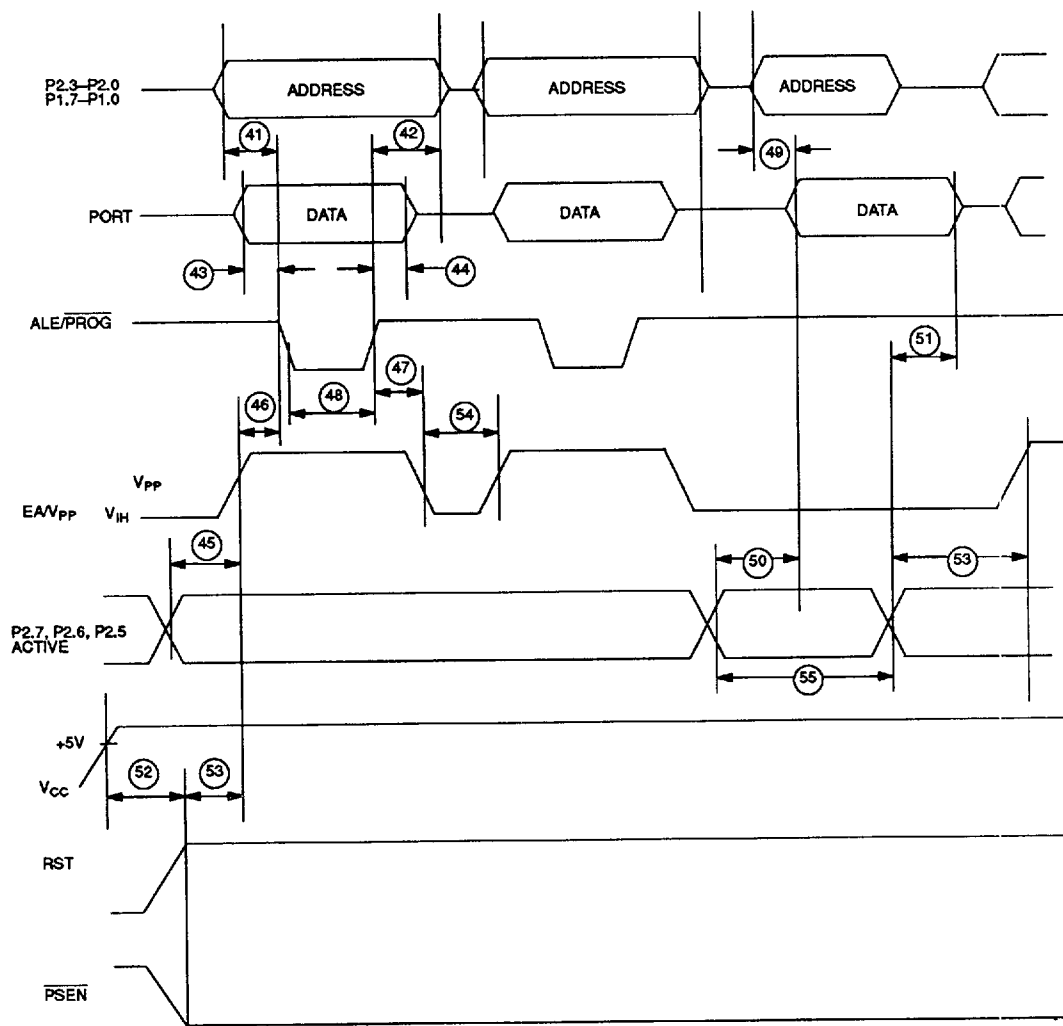 P2.3–P2.0
P1.7–P1.0
ADDRESS
ADDRESS
ADDRESS
41
42
49
PORT
DATA
DATA
DATA
43
44
ALE/PROG
51
47
48
46
54
VPP
EA/VPP
VIH
45
50
53
P2.7, P2.6, P2.5
ACTIVE
55
+5V
52
53
VCC
RST
PSEN